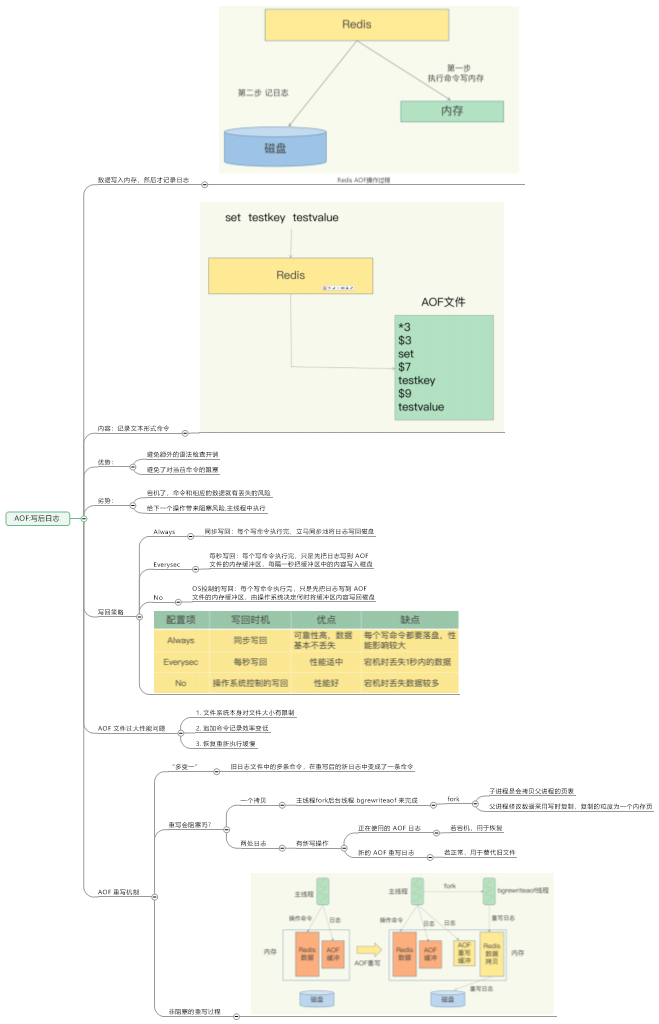 Redis
第一步
执行命令写内存
第二步 记日志
内存
磁盘
数据写入内存，然后才记录日志
Redis AOF操作过程
set testkey testvalue
Redis
AOF文件
*3
$3
set
$7
testkey
$9
testvalue
内容：记录文本形式命令
优势：
避免额外的语法检查开销
避免了对当前命令的阻塞
AOF:写后日志
劣势：
宕机了，命令和相应的数据就有丢失的风险
给下一个操作带来阻塞风险,主线程中执行
写回策略
Always
同步写回：每个写命令执行完，立马同步地将日志写回磁盘
Everysec
每秒写回：每个写命令执行完，只是先把日志写到 AOF
文件的内存缓冲区，每隔一秒把缓冲区中的内容写入磁盘
No
OS控制的写回：每个写命令执行完，只是先把日志写到 AOF
文件的内存缓冲区，由操作系统决定何时将缓冲区内容写回磁盘
配置项 写回时机 优点 缺点
Always 同步写回 可靠性高，数据基本不丢失 每个写命令都要落盘，性能影响较大
Everysec 每秒写回 性能适中 宕机时丢失1秒内的数据
No 操作系统控制的写回 性能好 宕机时丢失数据较多
AOF 文件过大性能问题
1. 文件系统本身对文件大小有限制
2. 追加命令记录效率变低
3. 恢复重新执行缓慢
AOF 重写机制
“多变一”
旧日志文件中的多条命令，在重写后的新日志中变成了一条命令
重写会阻塞吗？
一个拷贝
主线程fork后台线程 bgrewriteaof 来完成
fork
子进程是会拷贝父进程的页表
父进程修改数据采用写时复制，复制的粒度为一个内存页
两处日志
有新写操作
正在使用的 AOF 日志
若宕机，用于恢复
新的 AOF 重写日志
若正常，用于替代旧文件
非阻塞的重写过程
主线程
操作命令
日志
内存
Redis
数据
AOF
缓冲
磁盘
AOF重写
主线程
fork
bgrewriteaof线程
操作命令
日志
日志
重写日志
Redis
数据
AOF
缓冲
AOF
重写
缓冲
Redis
数据
拷贝
内存
重写日志
磁盘